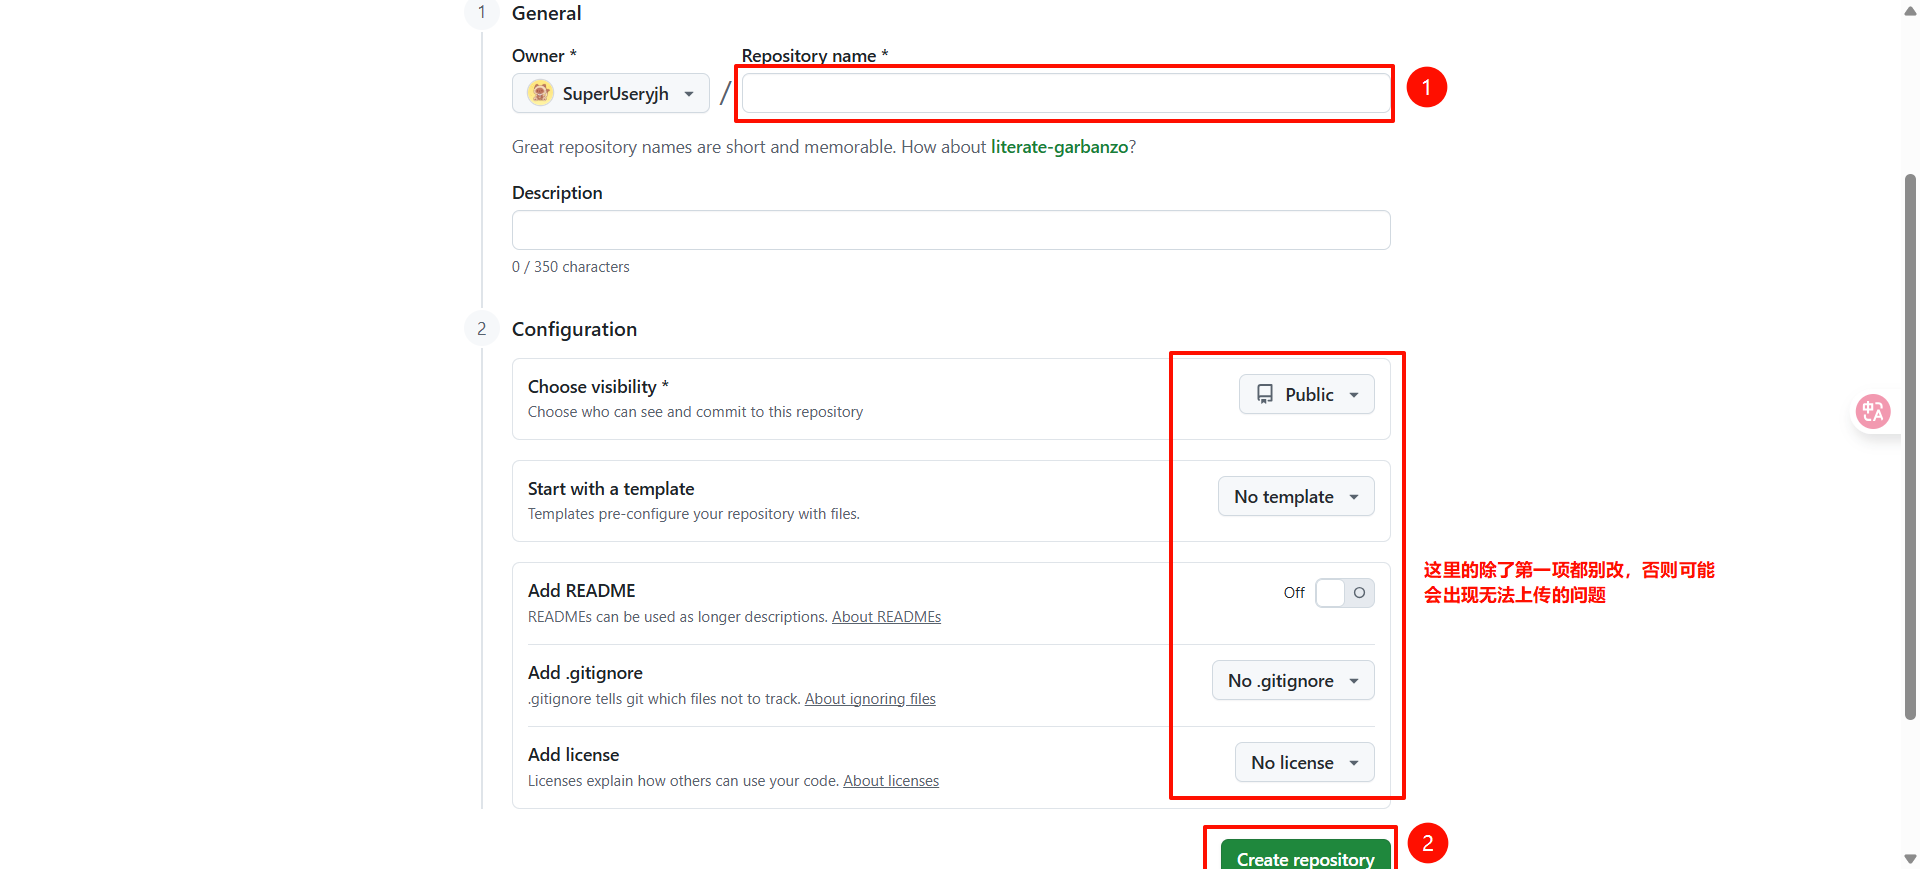 1
General
Owner *
Repository name *
SuperUseryjh
/
1
Great repository names are short and memorable. How about literate-garbanzo?
Description
0 / 350 characters
2
Configuration
Choose visibility *
Choose who can see and commit to this repository
Public
Start with a template
Templates pre-configure your repository with files.
No template
Add README
READMEs can be used as longer descriptions. About READMEs
Off
这里的除了第一项都别改，否则可能
会出现无法上传的问题
Add .gitignore
.gitignore tells git which files not to track. About ignoring files
No .gitignore
Add license
Licenses explain how others can use your code. About licenses
No license
Create repository
2
中A